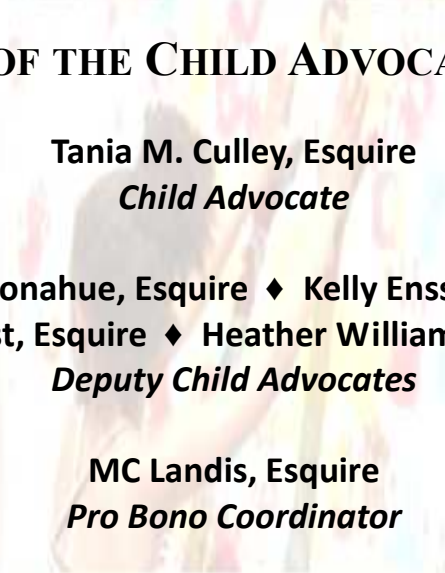 OF THE CHILD ADVOCA
Tania M. Culley, Esquire
Child Advocate
onahue, Esquire ♦ Kelly Enss
t, Esquire ♦ Heather William
Deputy Child Advocates
MC Landis, Esquire
Pro Bono Coordinator